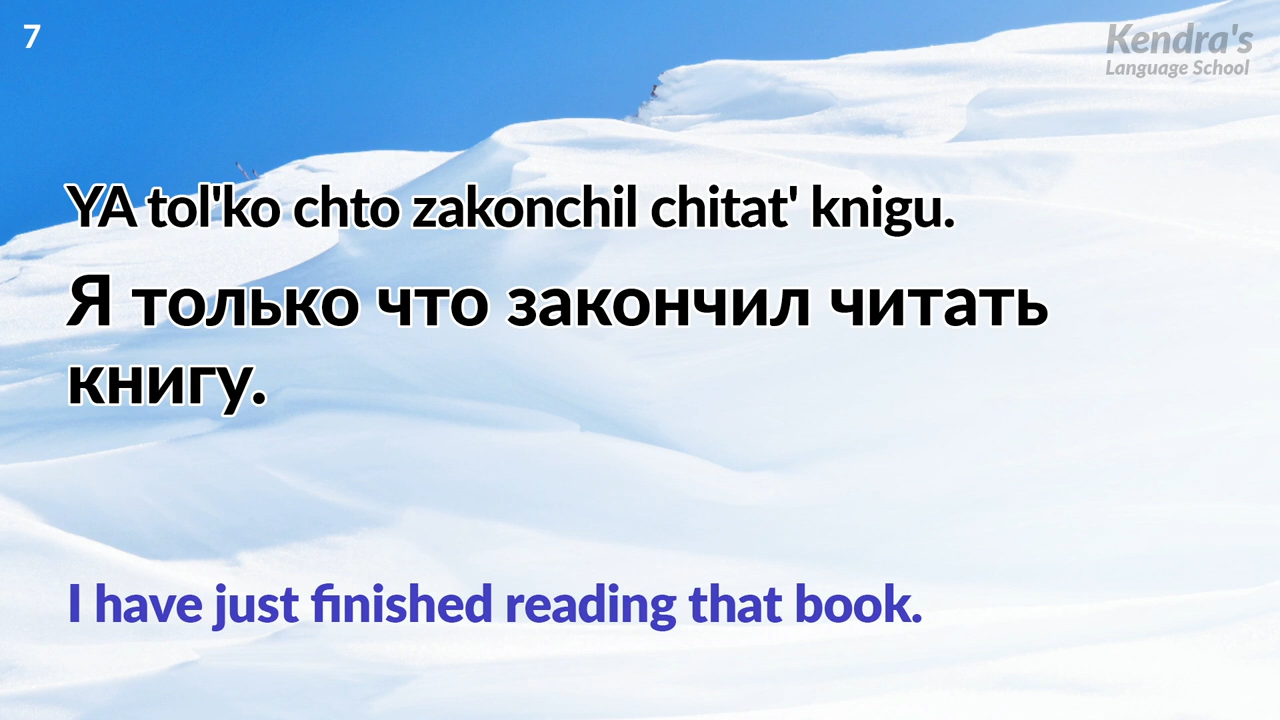 7
Kendra's
Language School
YA tol'ko chto zakonchil chitat' knigu.
Я только что закончил читать
книгу.
I have just finished reading that book.